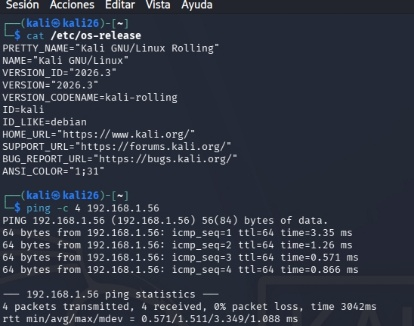 Sesión Acciones Editar Vista Ayuda
┌──(kali㉿kali26)-[~]
└─$ cat /etc/os-release
PRETTY_NAME="Kali GNU/Linux Rolling"
NAME="Kali GNU/Linux"
VERSION_ID="2026.3"
VERSION="2026.3"
VERSION_CODENAME=kali-rolling
ID=kali
ID_LIKE=debian
HOME_URL="https://www.kali.org/"
SUPPORT_URL="https://forums.kali.org/"
BUG_REPORT_URL="https://bugs.kali.org/"
ANSI_COLOR="1;31"
┌──(kali㉿kali26)-[~]
└─$ ping -c 4 192.168.1.56
PING 192.168.1.56 (192.168.1.56) 56(84) bytes of data.
64 bytes from 192.168.1.56: icmp_seq=1 ttl=64 time=3.35 ms
64 bytes from 192.168.1.56: icmp_seq=2 ttl=64 time=1.26 ms
64 bytes from 192.168.1.56: icmp_seq=3 ttl=64 time=0.571 ms
64 bytes from 192.168.1.56: icmp_seq=4 ttl=64 time=0.866 ms
--- 192.168.1.56 ping statistics ---
4 packets transmitted, 4 received, 0% packet loss, time 3042ms
rtt min/avg/max/mdev = 0.571/1.511/3.349/1.088 ms